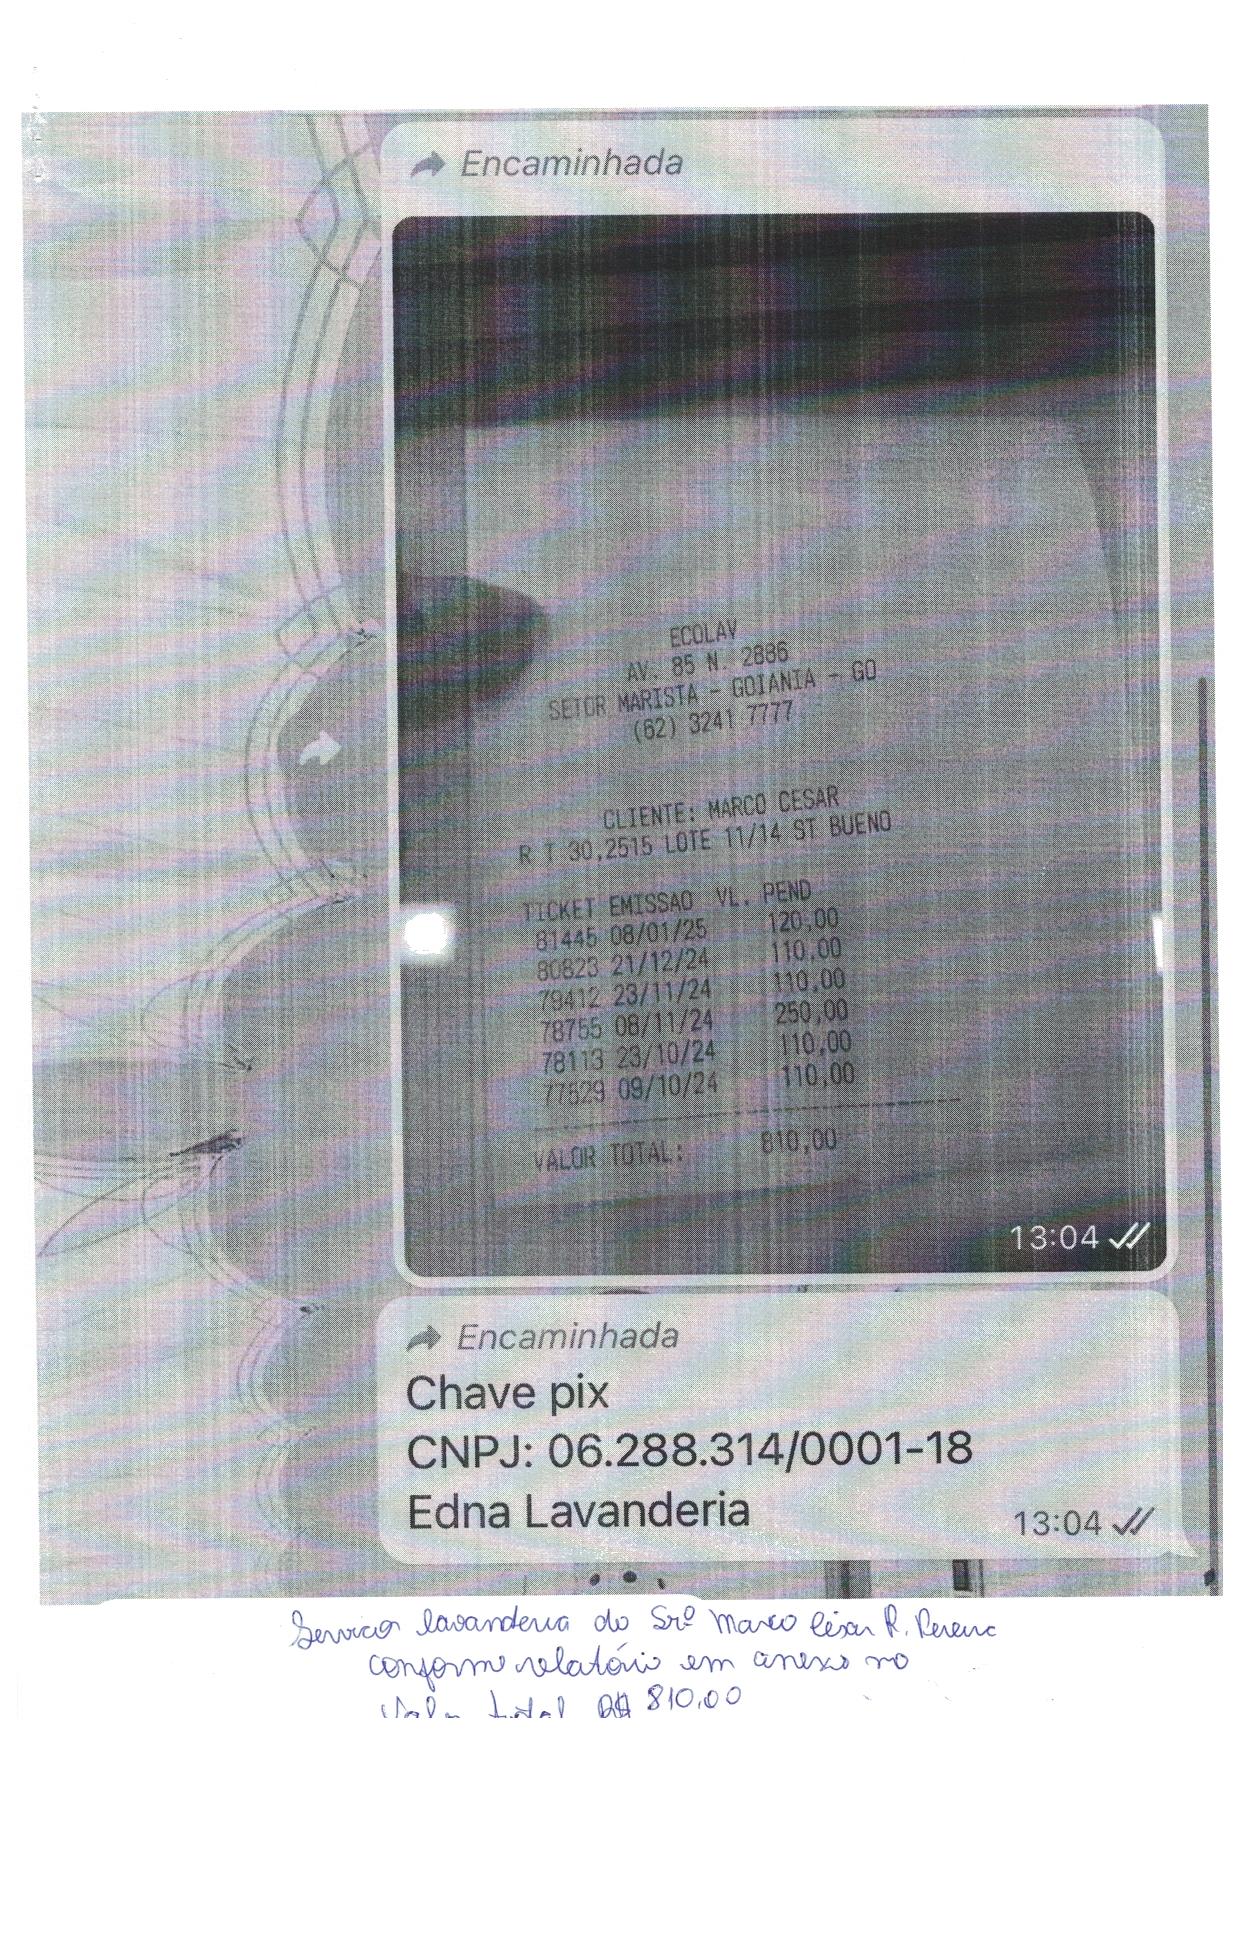 Encaminhada
ECOLAV
AV. 85 N. 2886
SETOR MARISTA - GOIANIA - GO
(62) 3241 7777
CLIENTE: MARCO CESAR
R T 30,2515 LOTE 11/14 ST BUENO
TICKET EMISSAO VL. PEND
81445 08/01/25 120,00
80823 21/12/24 110,00
79412 23/11/24 110,00
78755 08/11/24 250,00
78113 23/10/24 110,00
77529 09/10/24 110,00
VALOR TOTAL: 810,00
13:04
Encaminhada
Chave pix
CNPJ: 06.288.314/0001-18
Edna Lavanderia
13:04
Servicos lavanderia do Srº Marco César R.
conforme relatório em anexo no
Valor total R$ 810,00